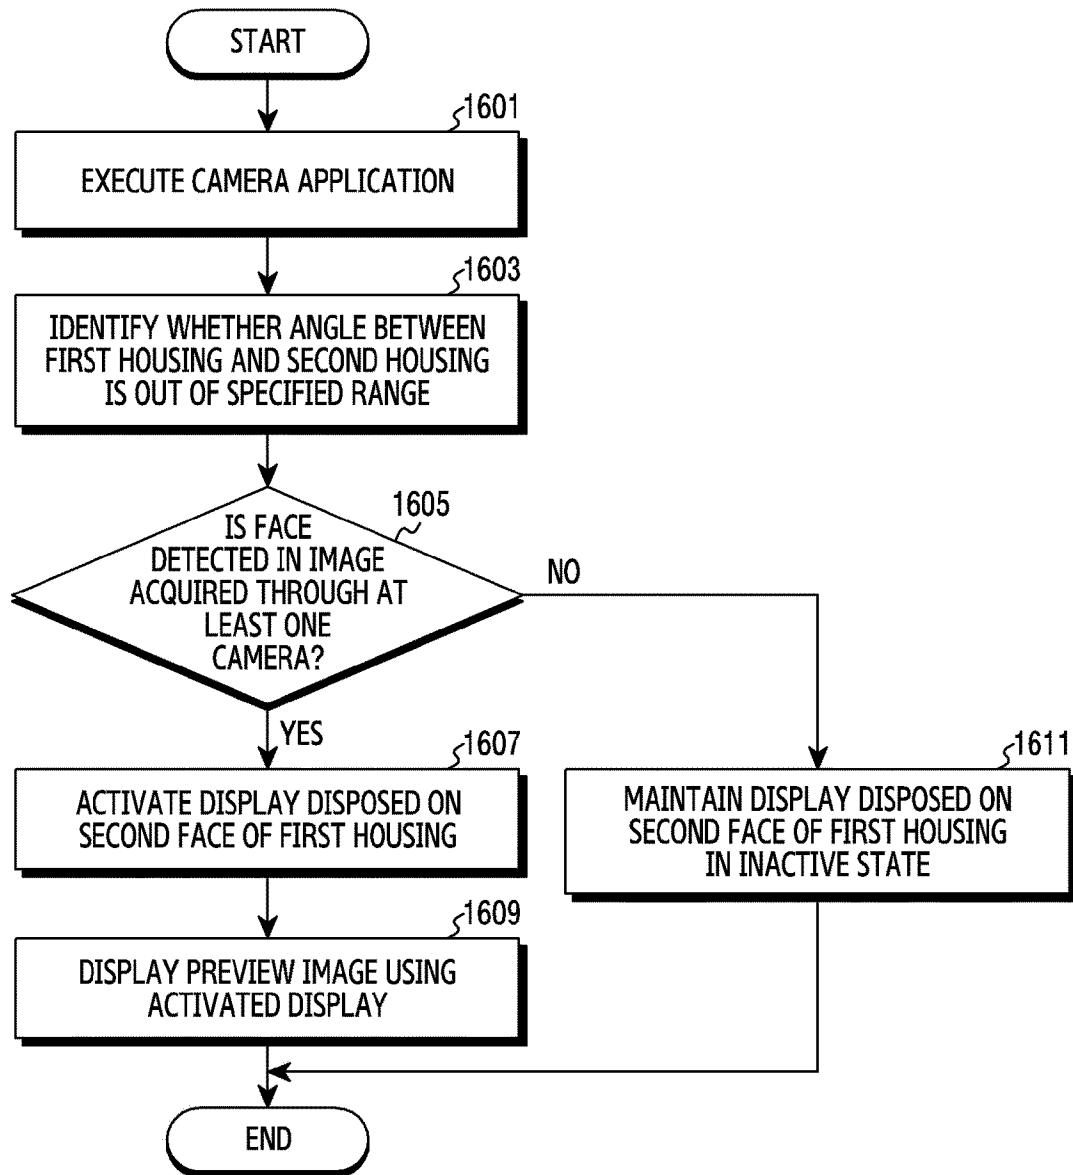 START
1601
EXECUTE CAMERA APPLICATION
1603
IDENTIFY WHETHER ANGLE BETWEEN
FIRST HOUSING AND SECOND HOUSING
IS OUT OF SPECIFIED RANGE
1605
IS FACE
DETECTED IN IMAGE
ACQUIRED THROUGH AT
LEAST ONE
CAMERA?
NO
YES
1607
ACTIVATE DISPLAY DISPOSED ON
SECOND FACE OF FIRST HOUSING
1611
MAINTAIN DISPLAY DISPOSED ON
SECOND FACE OF FIRST HOUSING
IN INACTIVE STATE
1609
DISPLAY PREVIEW IMAGE USING
ACTIVATED DISPLAY
END